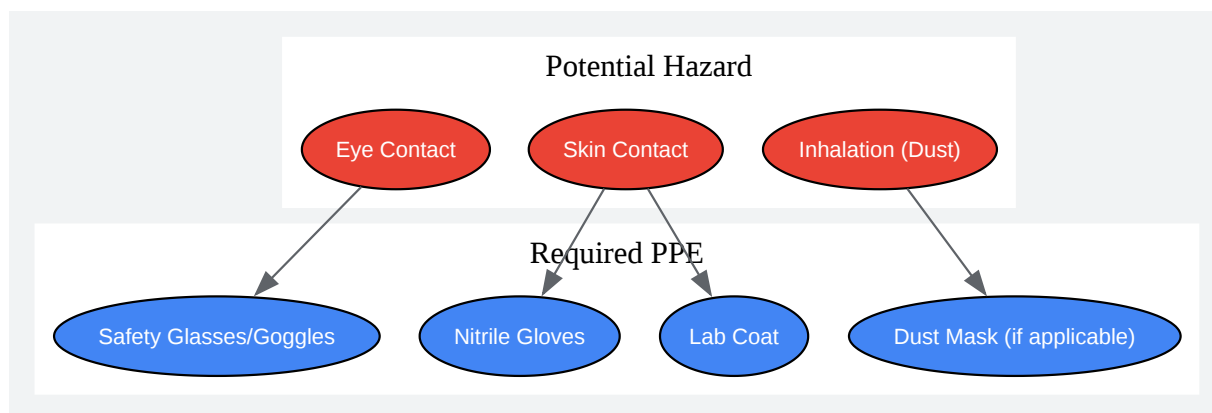 Potential Hazard
Eye Contact
Skin Contact
Inhalation (Dust)
Required PPE
Safety Glasses/Goggles
Nitrile Gloves
Lab Coat
Dust Mask (if applicable)